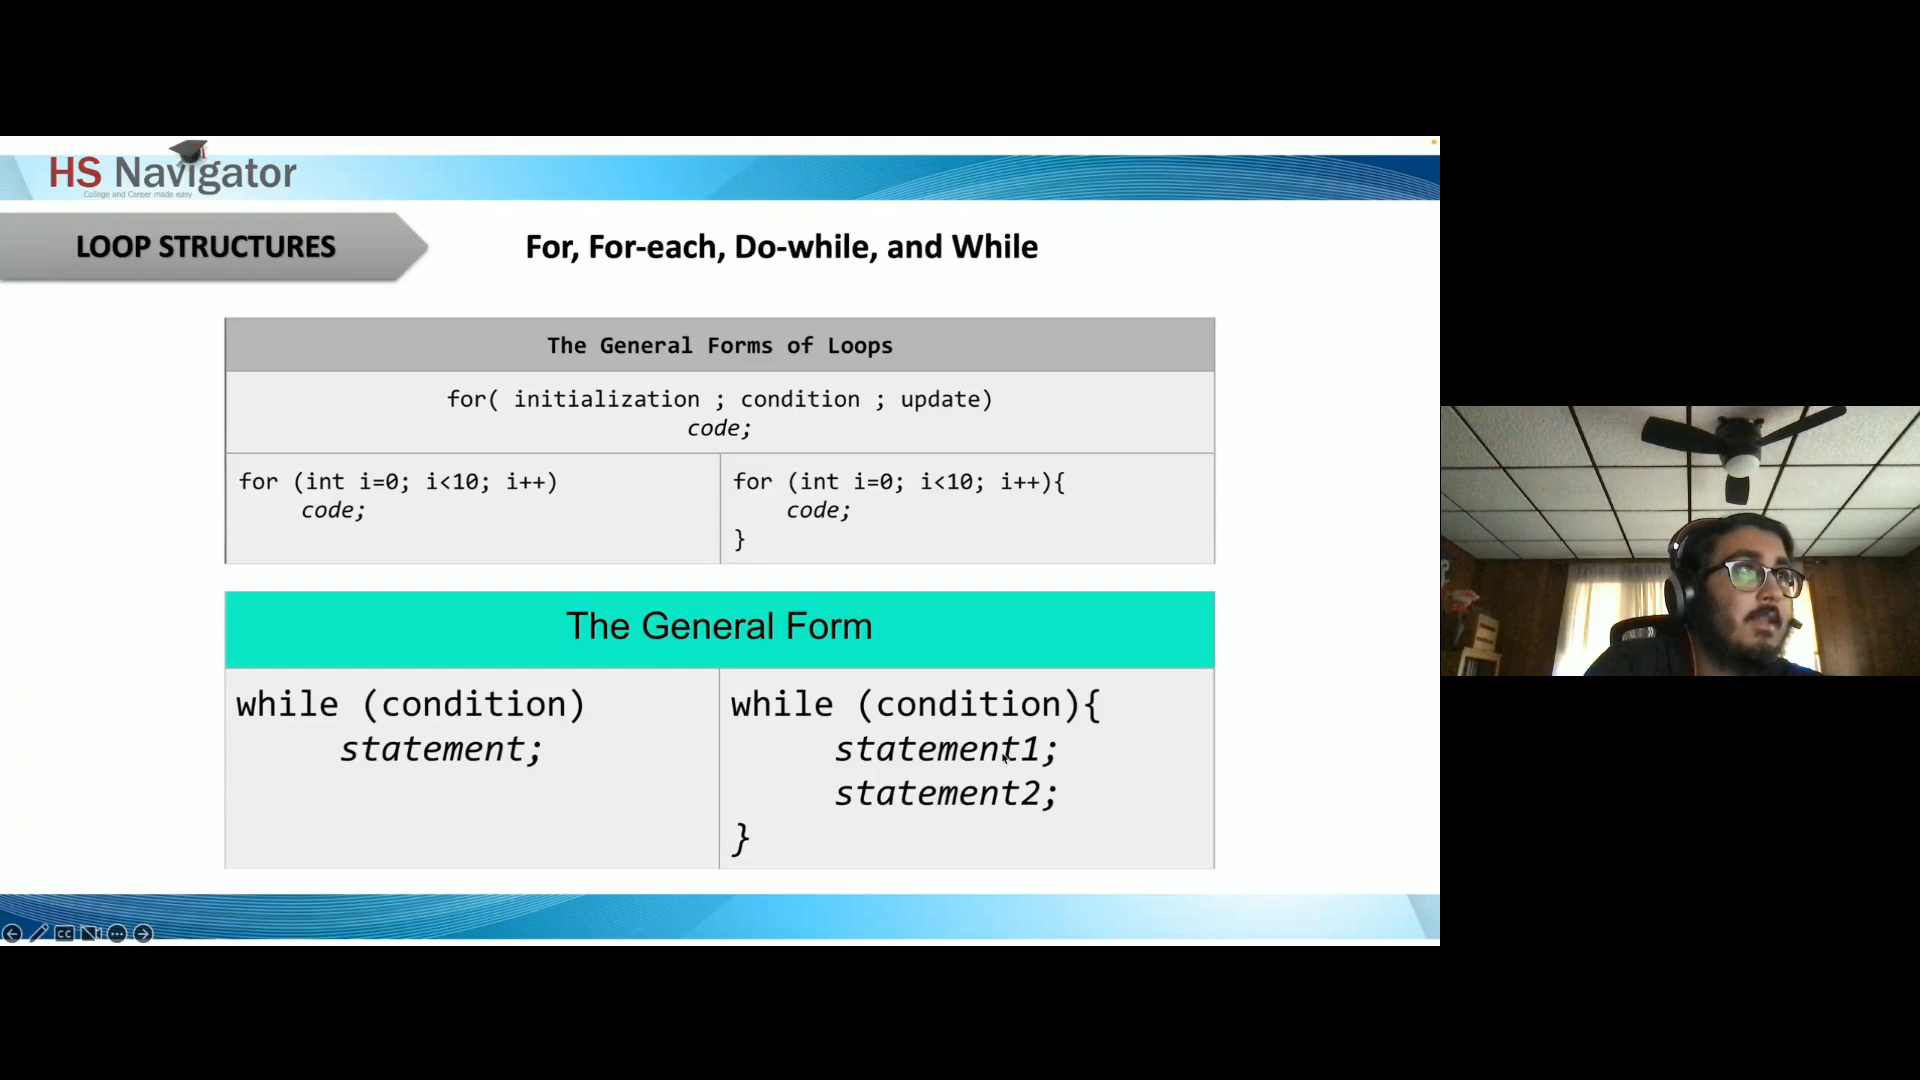 HS Navigator
College and Career made easy
LOOP STRUCTURES
For, For-each, Do-while, and While
The General Forms of Loops
for( initialization ; condition ; update)
code;
for (int i=0; i<10; i++)
code;
for (int i=0; i<10; i++){
code;
}
The General Form
while (condition)
statement;
while (condition){
statement1;
statement2;
}
CC